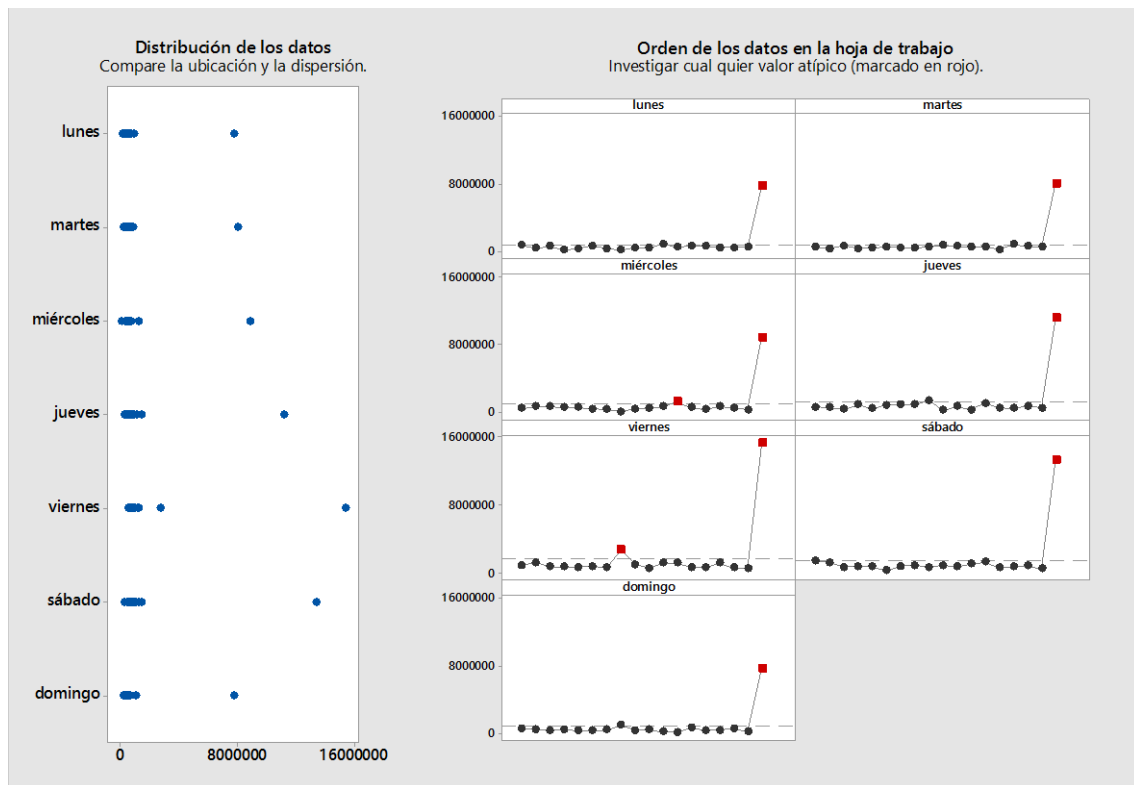 Distribución de los datos
Compare la ubicación y la dispersión.
lunes
martes
miércoles
jueves
viernes
sábado
domingo
0 8000000 16000000
Orden de los datos en la hoja de trabajo
Investigar cual quier valor atípico (marcado en rojo).
lunes martes
16000000
8000000
0
miércoles jueves
16000000
8000000
0
viernes sábado
16000000
8000000
0
domingo
16000000
8000000
0